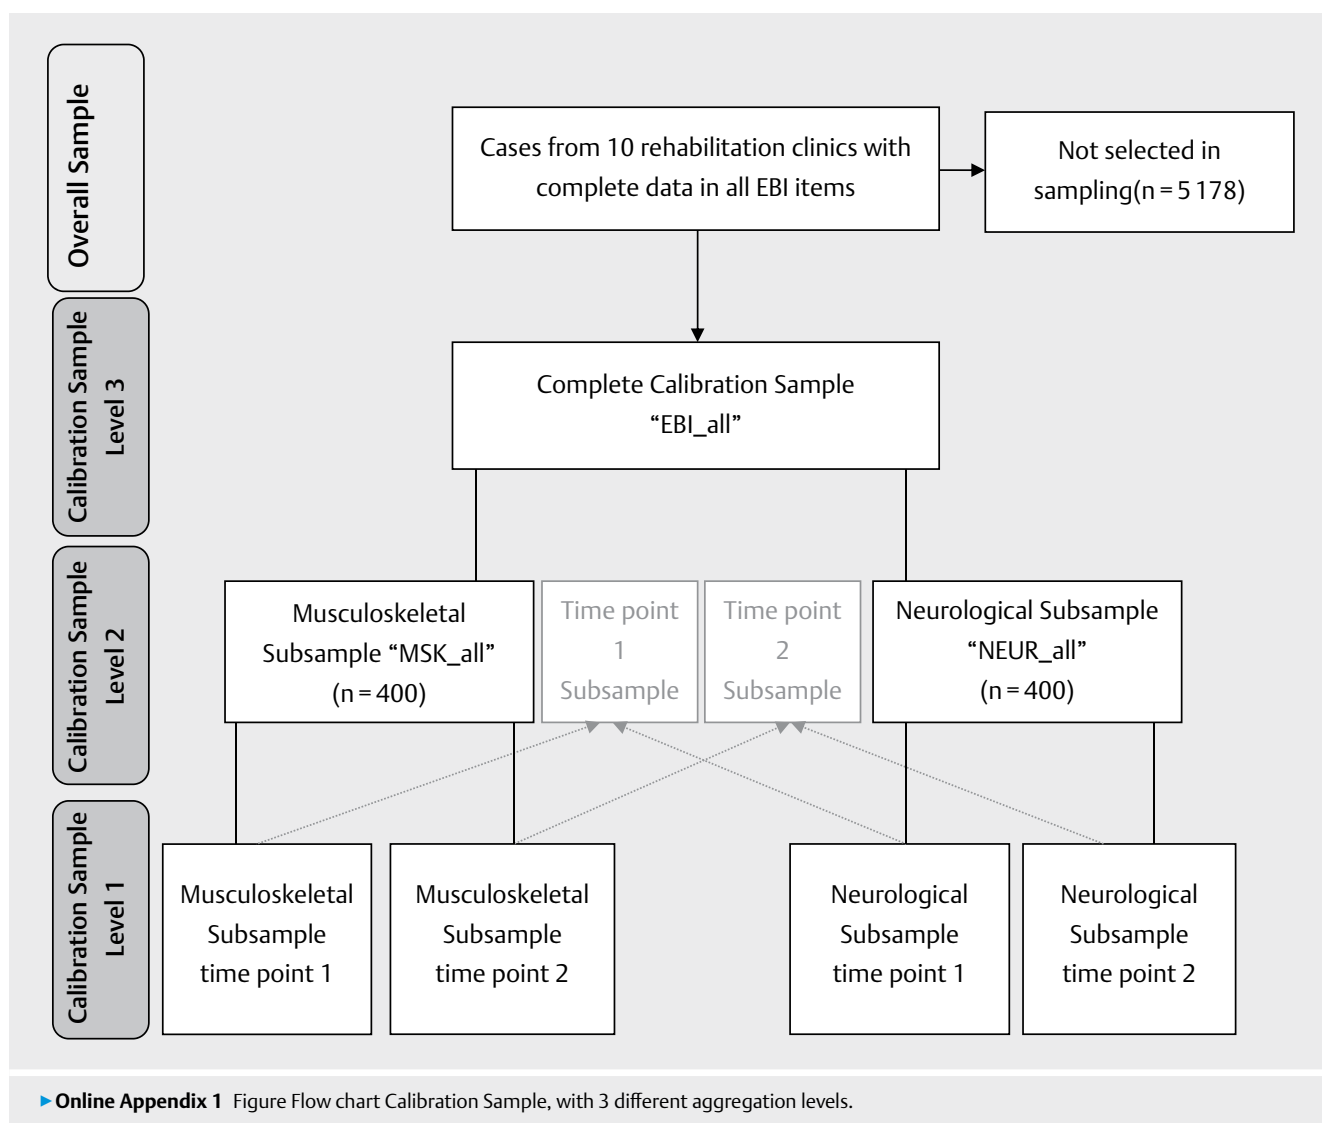 Overall Sample
Cases from 10 rehabilitation clinics with
complete data in all EBI items
Not selected in
sampling(n = 5 178)
Calibration Sample
Level 3
Complete Calibration Sample
“EBI_all”
Calibration Sample
Level 2
Musculoskeletal
Subsample “MSK_all”
(n = 400)
Time point
1
Subsample
Time point
2
Subsample
Neurological Subsample
“NEUR_all”
(n = 400)
Calibration Sample
Level 1
Musculoskeletal
Subsample
time point 1
Musculoskeletal
Subsample
time point 2
Neurological
Subsample
time point 1
Neurological
Subsample
time point 2
▶ Online Appendix 1 Figure Flow chart Calibration Sample, with 3 different aggregation levels.